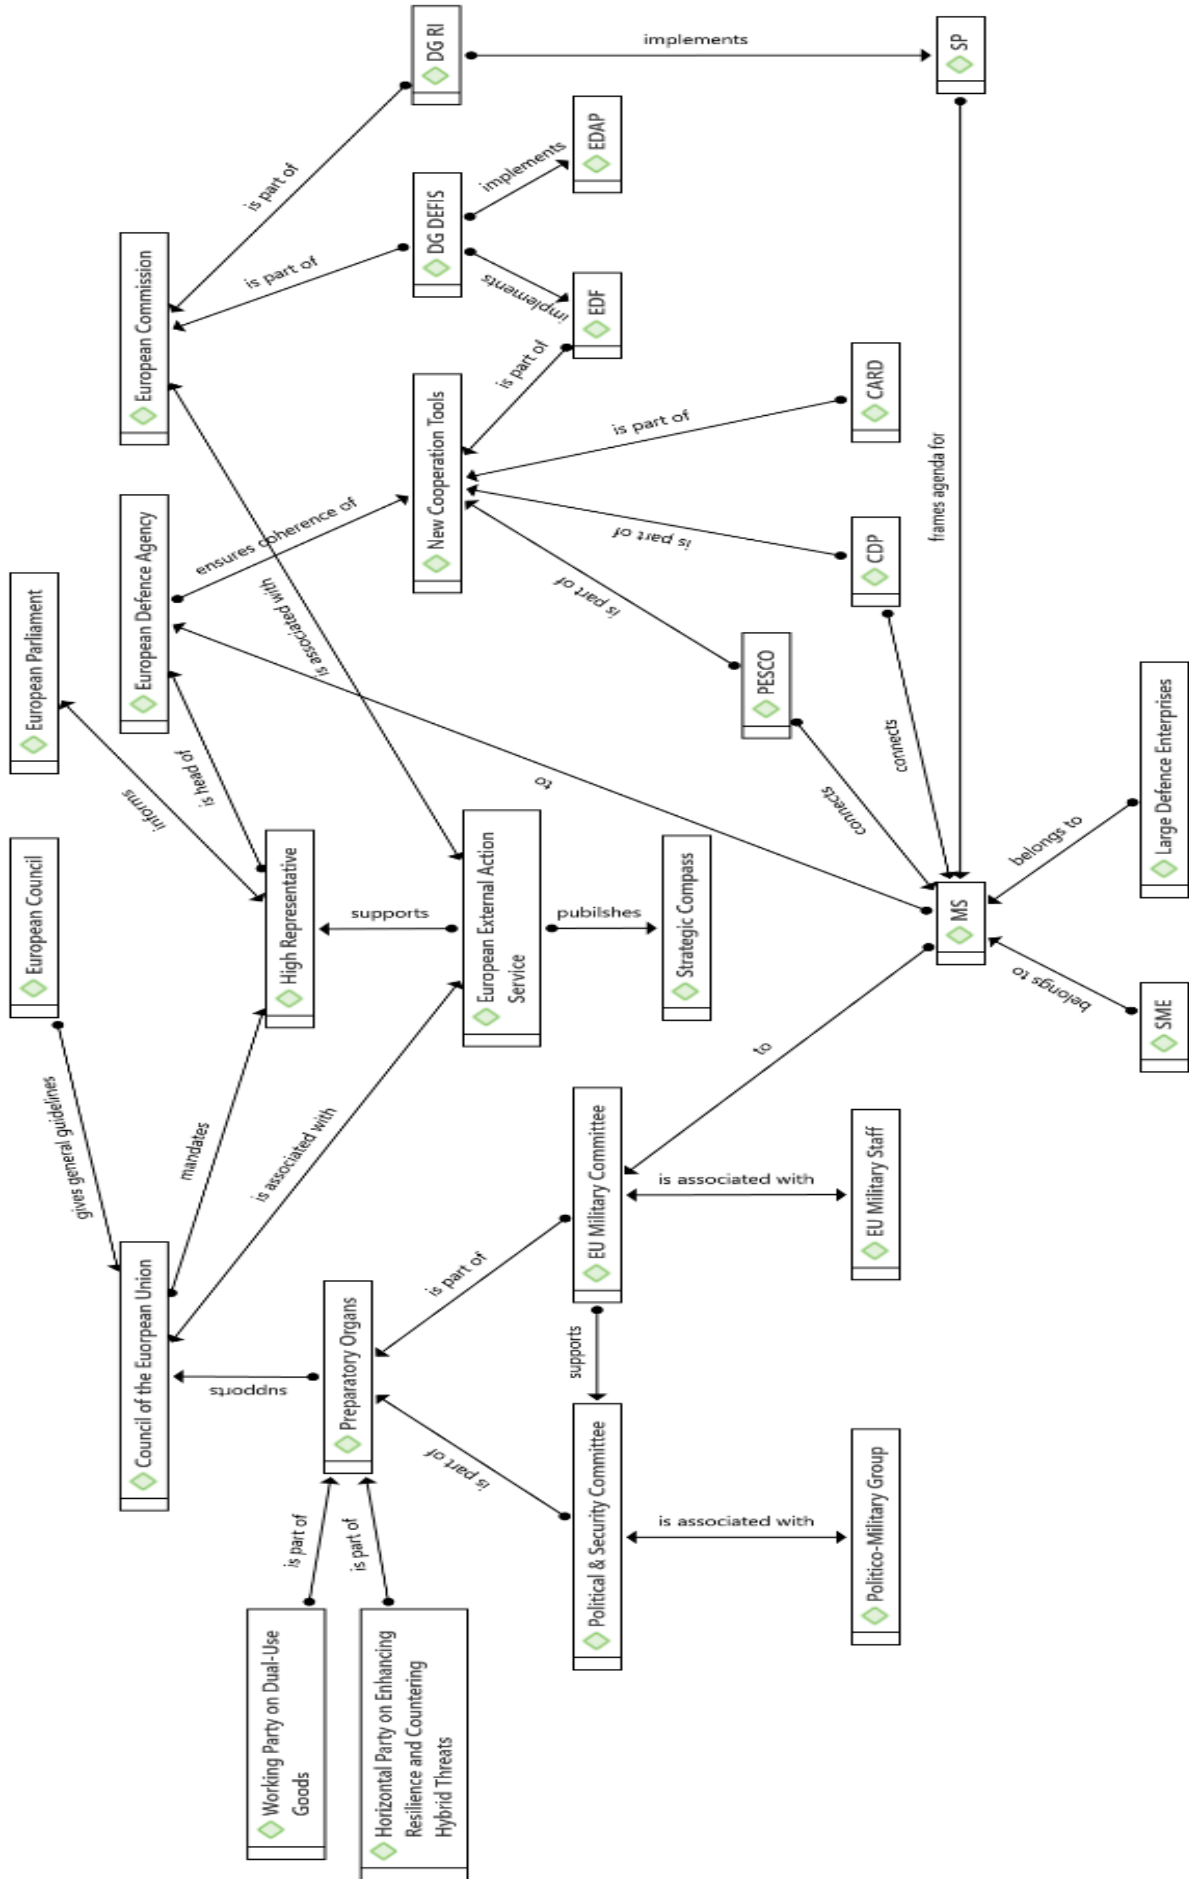 European Council
European Parliament
gives general guidelines
informs
Council of the Euorpean Union
European Defence Agency
European Commission
mandates
is head of
supports
is associated with
ensures coherence of
is associated with
is part of
is part of
Working Party on Dual-Use
Goods
is part of
High Representative
Preparatory Organs
Horizontal Party on Enhancing
Resilience and Countering
Hybrid Threats
is part of
supports
DG RI
DG DEFIS
New Cooperation Tools
European External Action
Service
is part of
is part of
is part of
implements
implements
to
pubilshes
implements
Political & Security Committee
supports
EU Military Committee
EDF
EDAP
is part of
is part of
is part of
Strategic Compass
is associated with
is associated with
to
PESCO
connects
Politico-Military Group
EU Military Staff
CDP
CARD
connects
frames agenda for
MS
SP
belongs to
belongs to
SME
Large Defence Enterprises